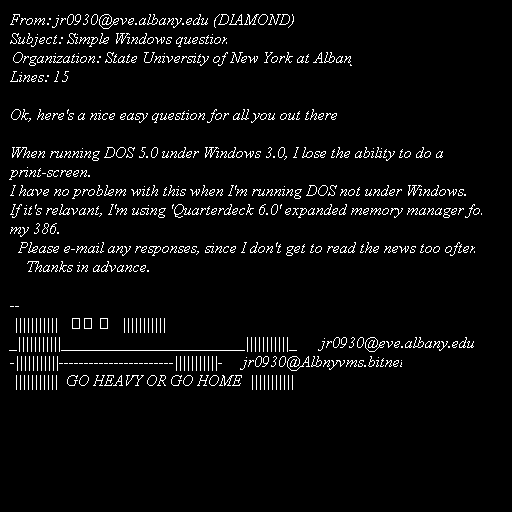 From: jr0930@eve.albany.edu (DIAMOND)
Subject: Simple Windows question
Organization: State University of New York at Albany
Lines: 15

Ok, here's a nice easy question for all you out there

When running DOS 5.0 under Windows 3.0, I lose the ability to do a
print-screen.
I have no problem with this when I'm running DOS not under Windows.
If it's relavant, I'm using 'Quarterdeck 6.0' expanded memory manager fo
my 386.
Please e-mail any responses, since I don't get to read the news too often
Thanks in advance.

--
|||||||||| ||||||||||
_||||||||||_______________________||||||||||_ jr0930@eve.albany.edu
-||||||||||-----------------------||||||||||- jr0930@Albnyvms.bitnet
|||||||||| GO HEAVY OR GO HOME ||||||||||